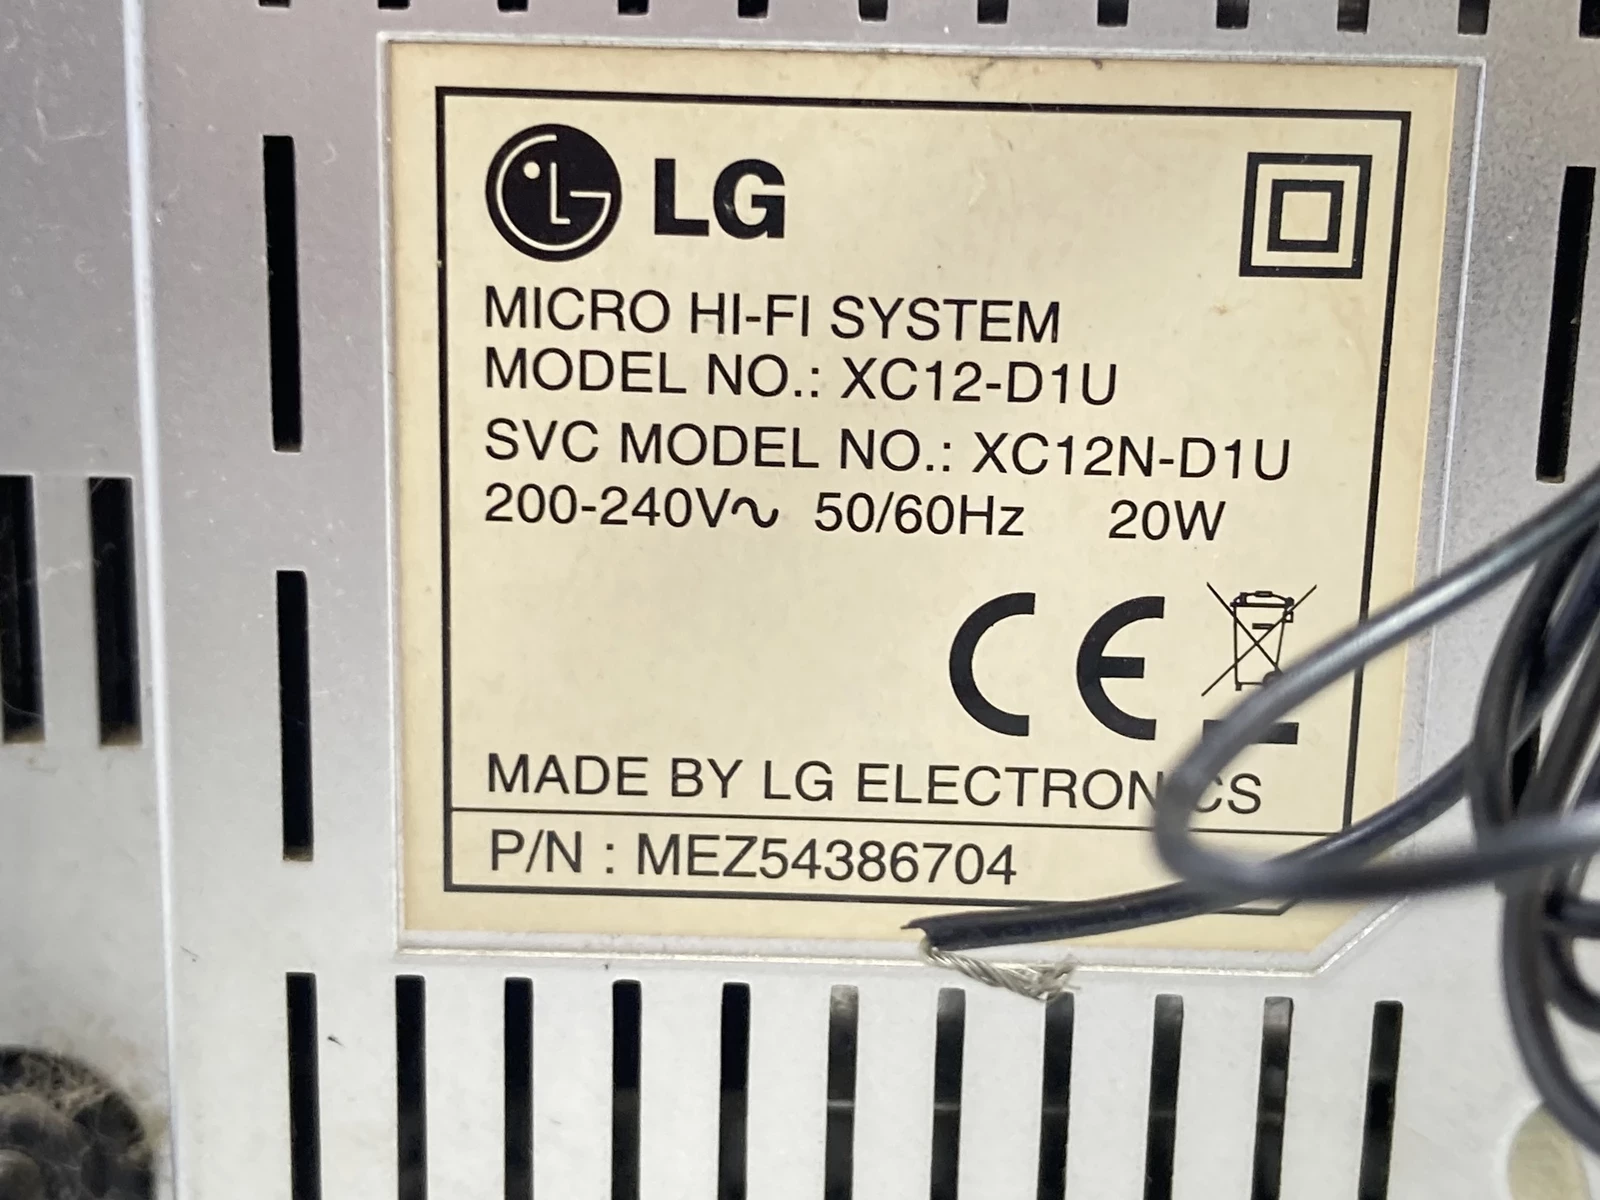 LG
MICRO HI-FI SYSTEM
MODEL NO.: XC12-D1U
SVC MODEL NO.: XC12N-D1U
200-240V~ 50/60Hz 20W
CE
MADE BY LG ELECTRONICS
P/N : MEZ54386704